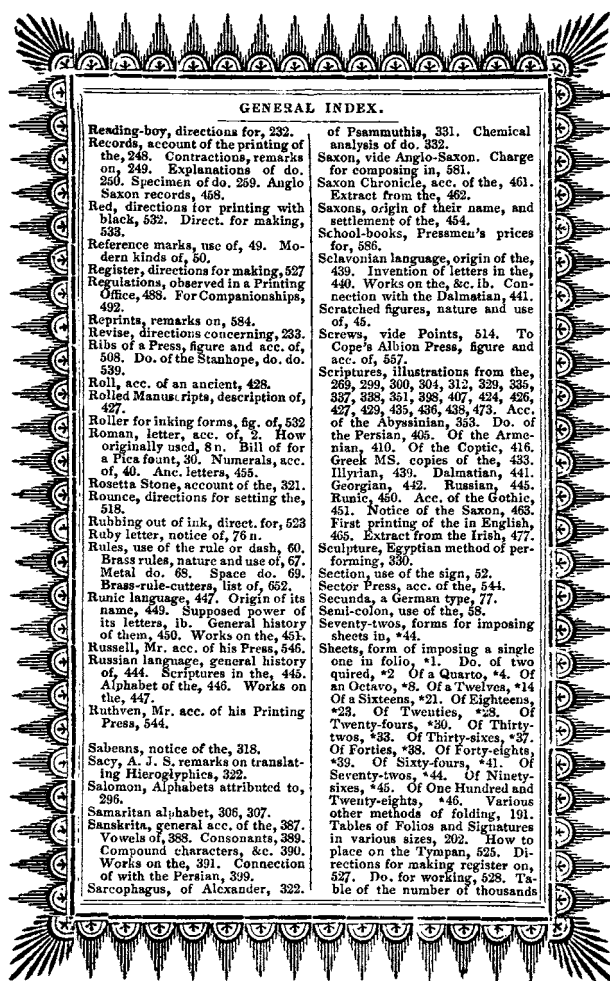 GENERAL INDEX.
Reading-boy, directions for, 232.
Records, account of the printing of
the, 248. Contractions, remarks
on, 249. Explanations of do.
250. Specimen of do. 259. Anglo
Saxon records, 458.
Red, directions for printing with
black, 532. Direct. for making,
533.
Reference marks, use of, 49. Mo-
dern kinds of, 50.
Register, directions for making, 527
Regulations, observed in a Printing
Office, 488. For Companionships,
492.
Reprints, remarks on, 584.
Revise, directions concerning, 233.
Ribs of a Press, figure and acc. of,
508. Do. of the Stanhope, do. do.
539.
Roll, acc. of an ancient, 428.
Rolled Manuscripts, description of,
427.
Roller for inking forms, fig. of, 532
Roman, letter, acc. of, 2. How
originally used, 8 n. Bill of for
a Pica fount, 30. Numerals, acc.
of, 40. Anc. letters, 455.
Rosetta Stone, account of the, 321.
Rounce, directions for setting the,
518.
Rubbing out of ink, direct. for, 523
Ruby letter, notice of, 76 n.
Rules, use of the rule or dash, 60.
Brass rules, nature and use of, 67.
Metal do. 68. Space do. 69.
Brass-rule-cutters, list of, 652.
Runic language, 447. Origin of its
name, 449. Supposed power of
its letters, ib. General history
of them, 450. Works on the, 451.
Russell, Mr. acc. of his Press, 546.
Russian language, general history
of, 444. Scriptures in the, 445.
Alphabet of the, 446. Works on
the, 447.
Ruthven, Mr. acc. of his Printing
Press, 544.
Sabeans, notice of the, 318.
Sacy, A. J. S. remarks on translat-
ing Hieroglyphics, 322.
Salomon, Alphabets attributed to,
296.
Samaritan alphabet, 306, 307.
Sanskrita, general acc. of the, 387.
Vowels of, 388. Consonants, 389.
Compound characters, &c. 390.
Works on the, 391. Connection
of with the Persian, 399.
Sarcophagus, of Alexander, 322.
of Psammuthis, 331. Chemical
analysis of do. 332.
Saxon, vide Anglo-Saxon. Charge
for composing in, 581.
Saxon Chronicle, acc. of the, 461.
Extract from the, 462.
Saxons, origin of their name, and
settlement of the, 454.
School-books, Pressmen's prices
for, 586.
Sclavonian language, origin of the,
439. Invention of letters in the,
440. Works on the, &c. ib. Con-
nection with the Dalmatian, 441.
Scratched figures, nature and use
of, 45.
Screws, vide Points, 514. To
Cope's Albion Press, figure and
acc. of, 557.
Scriptures, illustrations from the,
269, 299, 300, 304, 312, 329, 335,
337, 338, 351, 398, 407, 424, 426,
427, 429, 435, 436, 438, 473. Acc.
of the Abyssinian, 353. Do. of
the Persian, 405. Of the Arme-
nian, 410. Of the Coptic, 416.
Greek MS. copies of the, 433.
Illyrian, 439. Dalmatian, 441.
Georgian, 442. Russian, 445.
Runic, 450. Acc. of the Gothic,
451. Notice of the Saxon, 463.
First printing of the in English,
465. Extract from the Irish, 477.
Sculpture, Egyptian method of per-
forming, 330.
Section, use of the sign, 52.
Sector Press, acc. of the, 544.
Secunda, a German type, 77.
Semi-colon, use of the, 58.
Seventy-twos, forms for imposing
sheets in, *44.
Sheets, form of imposing a single
one in folio, *1. Do. of two
quired, *2 Of a Quarto, *4. Of
an Octavo, *8. Of a Twelves, *14
Of a Sixteens, *21. Of Eighteens,
*23. Of Twenties, *28. Of
Twenty-fours, *30. Of Thirty-
twos, *33. Of Thirty-sixes, *37.
Of Forties, *38. Of Forty-eights,
*39. Of Sixty-fours, *41. Of
Seventy-twos, *44. Of Ninety-
sixes, *45. Of One Hundred and
Twenty-eights, *46. Various
other methods of folding, 191.
Tables of Folios and Signatures
in various sizes, 202. How to
place on the Tympan, 525. Di-
rections for making register on,
527. Do. for working, 528. Ta-
ble of the number of thousands